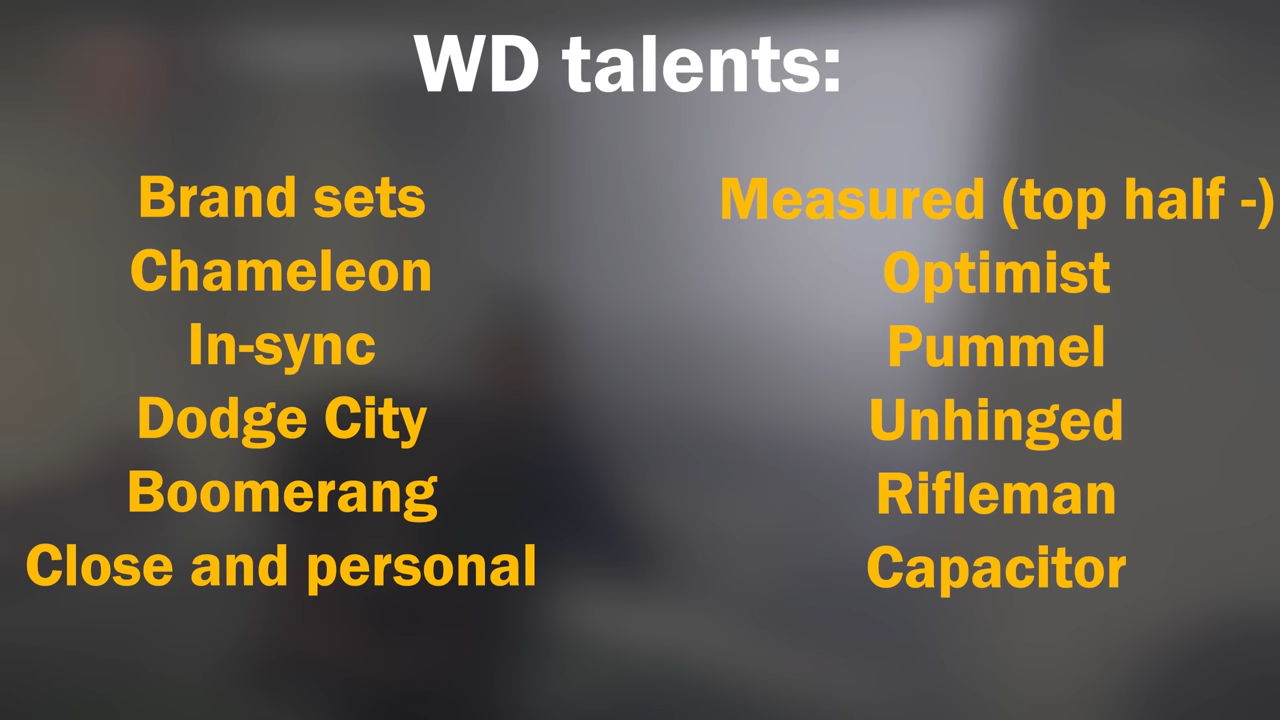 WD talents:
Brand sets
Chameleon
In-sync
Dodge City
Boomerang
Close and personal
Measured (top half -)
Optimist
Pummel
Unhinged
Rifleman
Capacitor